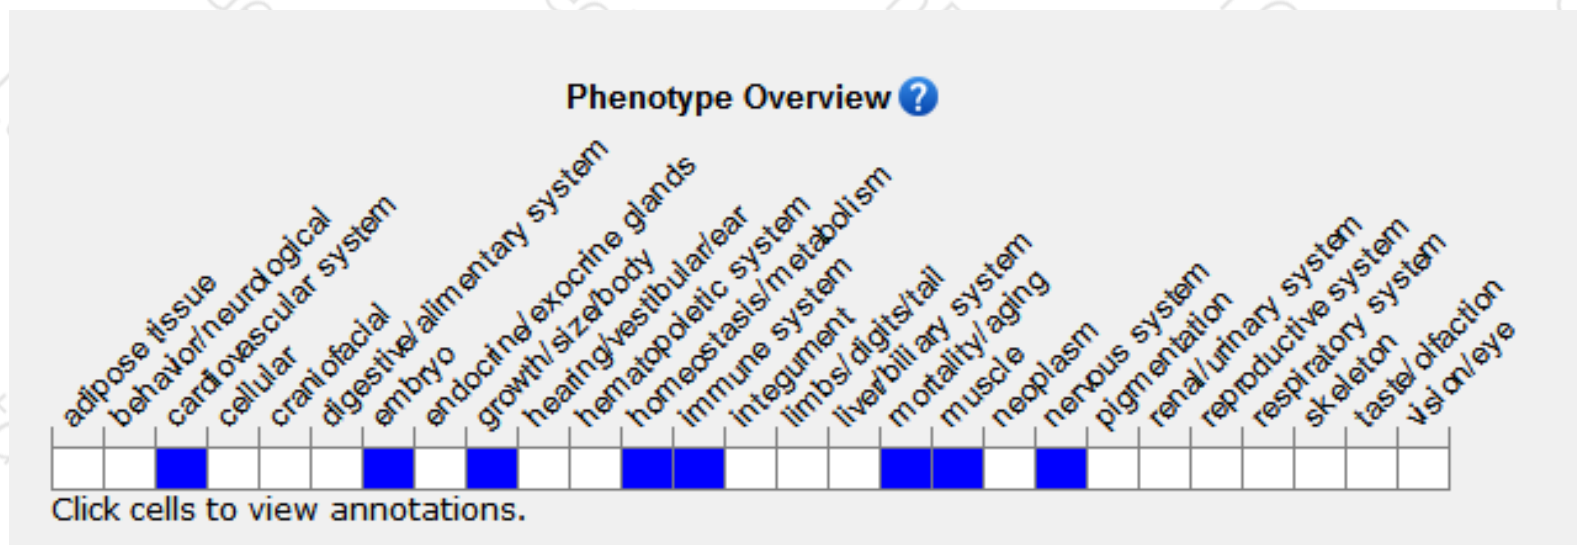 Phenotype Overview ?
adipose tissue
behavior/neurological
cardiovascular system
cellular
craniofacial
digestive/alimentary system
embryo
endocrine/exocrine glands
growth/size/body
hearing/vestibular/ear
hematopoietic system
homeostasis/metabolism
immune system
integument
limbs/digits/tail
liver/biliary system
mortality/aging
muscle
neoplasm
nervous system
pigmentation
renal/urinary system
reproductive system
respiratory system
skeleton
taste/olfaction
vision/eye
Click cells to view annotations.